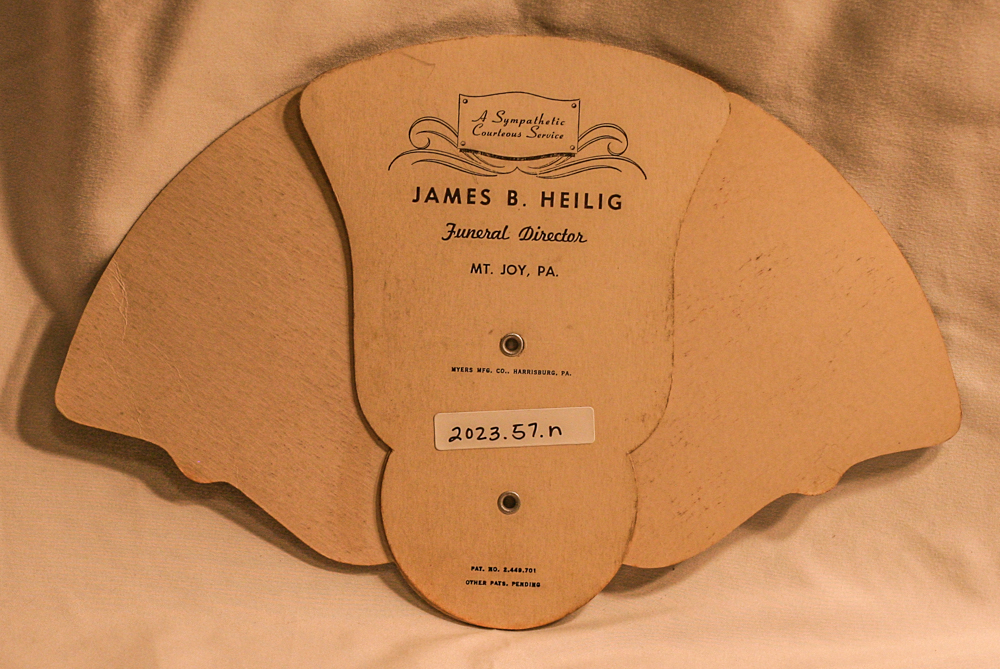 A Sympathetic
Courteous Service
JAMES B. HEILIG
Funeral Director
MT. JOY, PA.
MYERS MFG. CO., HARRISBURG, PA.
2023.57.n
PAT. NO. 2,449,701
OTHER PATS. PENDING